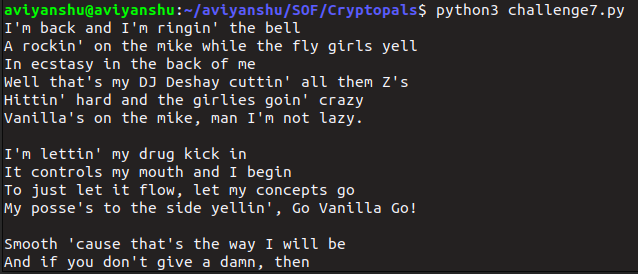 aviyanshu@aviyanshu:~/aviyanshu/SOF/Cryptopals$ python3 challenge7.py
I'm back and I'm ringin' the bell
A rockin' on the mike while the fly girls yell
In ecstasy in the back of me
Well that's my DJ Deshay cuttin' all them Z's
Hittin' hard and the girlies goin' crazy
Vanilla's on the mike, man I'm not lazy.

I'm lettin' my drug kick in
It controls my mouth and I begin
To just let it flow, let my concepts go
My posse's to the side yellin', Go Vanilla Go!

Smooth 'cause that's the way I will be
And if you don't give a damn, then